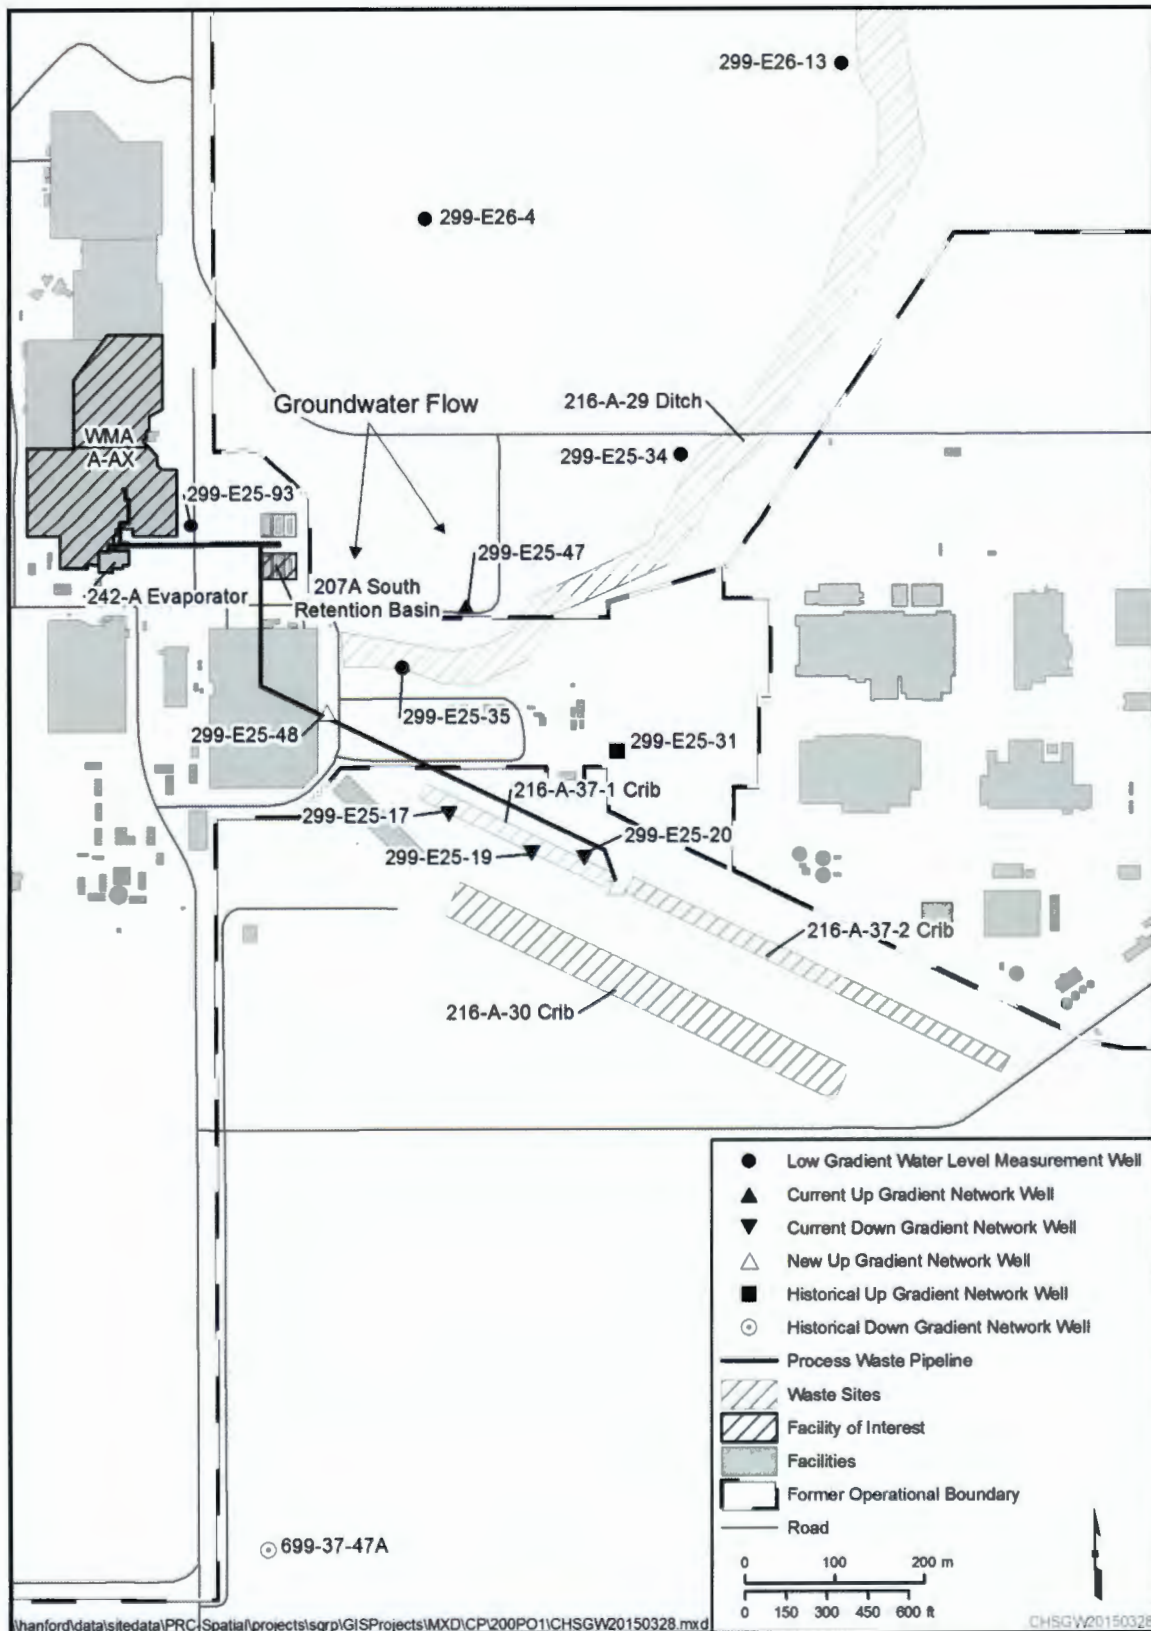 299-E26-13
299-E26-4
Groundwater Flow
216-A-29 Ditch
WMA
A-AX
299-E25-34
299-E25-93
299-E25-47
242-A Evaporator
207A South
Retention Basin
299-E25-35
299-E25-48
299-E25-31
216-A-37-1 Crib
299-E25-17
299-E25-20
299-E25-19
216-A-37-2 Crib
216-A-30 Crib
Low Gradient Water Level Measurement Well
Current Up Gradient Network Well
Current Down Gradient Network Well
New Up Gradient Network Well
Historical Up Gradient Network Well
Historical Down Gradient Network Well
Process Waste Pipeline
Waste Sites
Facility of Interest
Facilities
Former Operational Boundary
Road
0 100 200 m
0 150 300 450 600 ft
699-37-47A
\\hanford\data\sitedata\PRC-Spatial\projects\sgrp\GISProjects\MXD\CP\200PO1\CHSGW20150328.mxd
CHSGW20150328